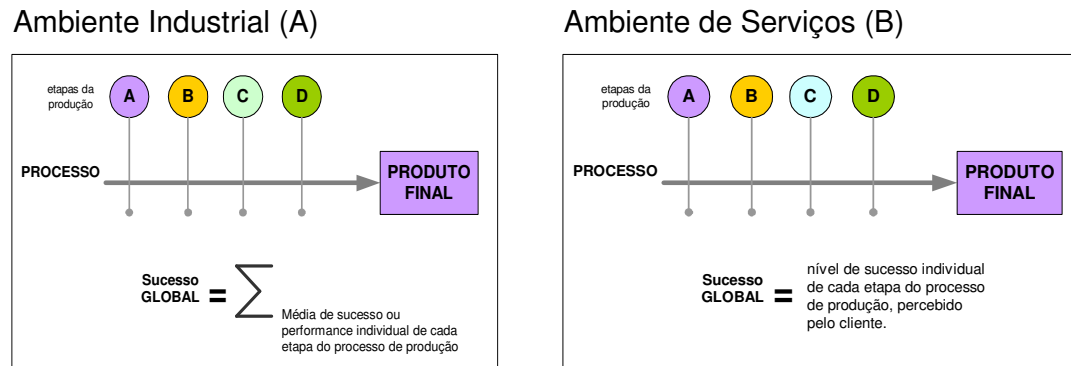 Ambiente Industrial (A)
etapas da
produção
A
B
C
D
PROCESSO
PRODUTO
FINAL
Sucesso
GLOBAL
=
∑
Média de sucesso ou
performance individual de cada
etapa do processo de produção
Ambiente de Serviços (B)
etapas da
produção
A
B
C
D
PROCESSO
PRODUTO
FINAL
Sucesso
GLOBAL
=
nível de sucesso individual
de cada etapa do processo
de produção, percebido
pelo cliente.